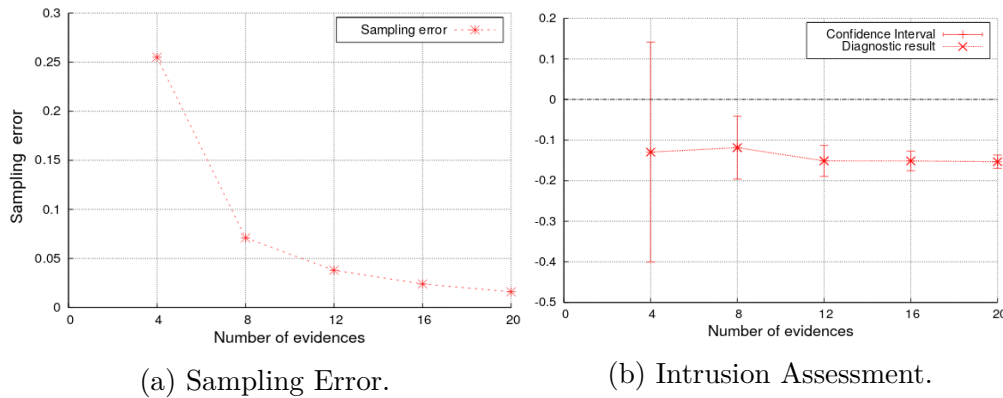 0.3
0.25
0.2
0.15
0.1
0.05
0
Sampling error
Sampling error
0 4 8 12 16 20
Number of evidences
(a) Sampling Error.
0.2
0.1
0
-0.1
-0.2
-0.3
-0.4
-0.5
Confidence Interval
Diagnostic result
0 4 8 12 16 20
Number of evidences
(b) Intrusion Assessment.